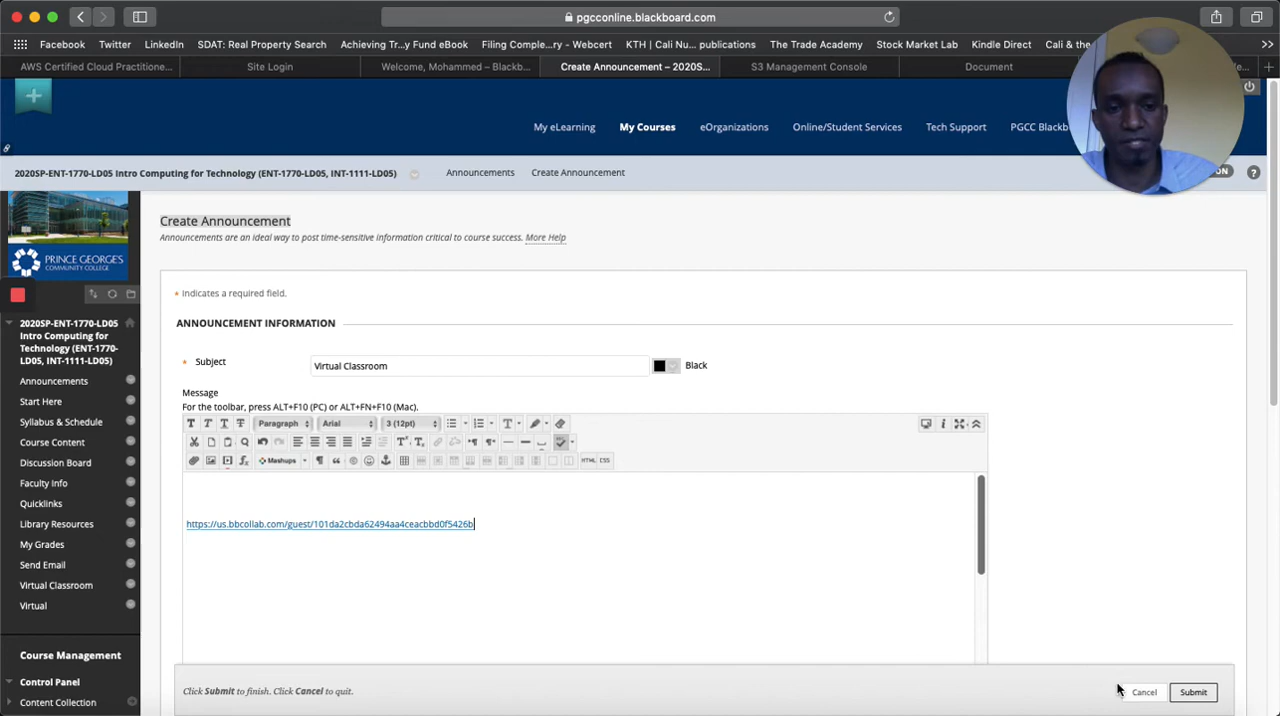 pgcconline.blackboard.com
Facebook Twitter LinkedIn SDAT: Real Property Search Achieving Tr...y Fund eBook Filing Comple...ry - Webcert KTH | Cali Nu... publications The Trade Academy Stock Market Lab Kindle Direct Cali & the
AWS Certified Cloud Practitione... Site Login Welcome, Mohammed – Blackb... Create Announcement – 2020S... S3 Management Console Document
My eLearning My Courses eOrganizations Online/Student Services Tech Support PGCC Blackb
2020SP-ENT-1770-LD05 Intro Computing for Technology (ENT-1770-LD05, INT-1111-LD05) Announcements Create Announcement ON ?
Create Announcement
Announcements are an ideal way to post time-sensitive information critical to course success. More Help
PRINCE GEORGE'S
COMMUNITY COLLEGE
* Indicates a required field.
2020SP-ENT-1770-LD05
Intro Computing for
Technology (ENT-1770-
LD05, INT-1111-LD05)
Announcements
Start Here
Syllabus & Schedule
Course Content
Discussion Board
Faculty Info
Quicklinks
Library Resources
My Grades
Send Email
Virtual Classroom
Virtual
Course Management
Control Panel
Content Collection
ANNOUNCEMENT INFORMATION
* Subject Virtual Classroom Black
Message
For the toolbar, press ALT+F10 (PC) or ALT+FN+F10 (Mac).
T T T T Paragraph Arial 3 (12pt)
Mashups HTML CSS
https://us.bbcollab.com/guest/101da2cbda62494aa4ceacbbd0f5426b
Click Submit to finish. Click Cancel to quit. Cancel Submit